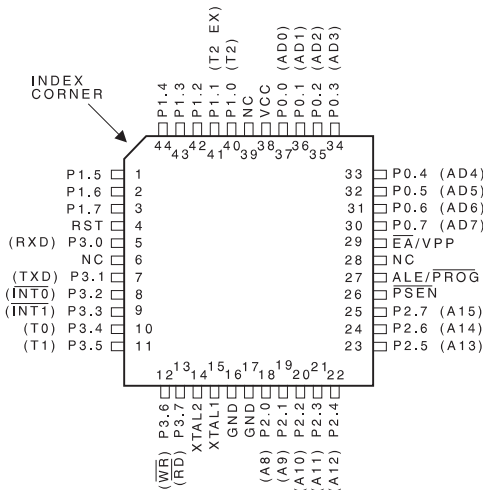 INDEX
CORNER
P1.4
P1.3
P1.2
P1.1 (T2 EX)
P1.0 (T2)
NC
VCC
P0.0 (AD0)
P0.1 (AD1)
P0.2 (AD2)
P0.3 (AD3)
44
43
42
41
40
39
38
37
36
35
34
P1.5 1
P1.6 2
P1.7 3
RST 4
(RXD) P3.0 5
NC 6
(TXD) P3.1 7
(INT0) P3.2 8
(INT1) P3.3 9
(T0) P3.4 10
(T1) P3.5 11
33 P0.4 (AD4)
32 P0.5 (AD5)
31 P0.6 (AD6)
30 P0.7 (AD7)
29 EA/VPP
28 NC
27 ALE/PROG
26 PSEN
25 P2.7 (A15)
24 P2.6 (A14)
23 P2.5 (A13)
12
13
14
15
16
17
18
19
20
21
22
(WR) P3.6
(RD) P3.7
XTAL2
XTAL1
GND
GND
(A8) P2.0
(A9) P2.1
(A10) P2.2
(A11) P2.3
(A12) P2.4